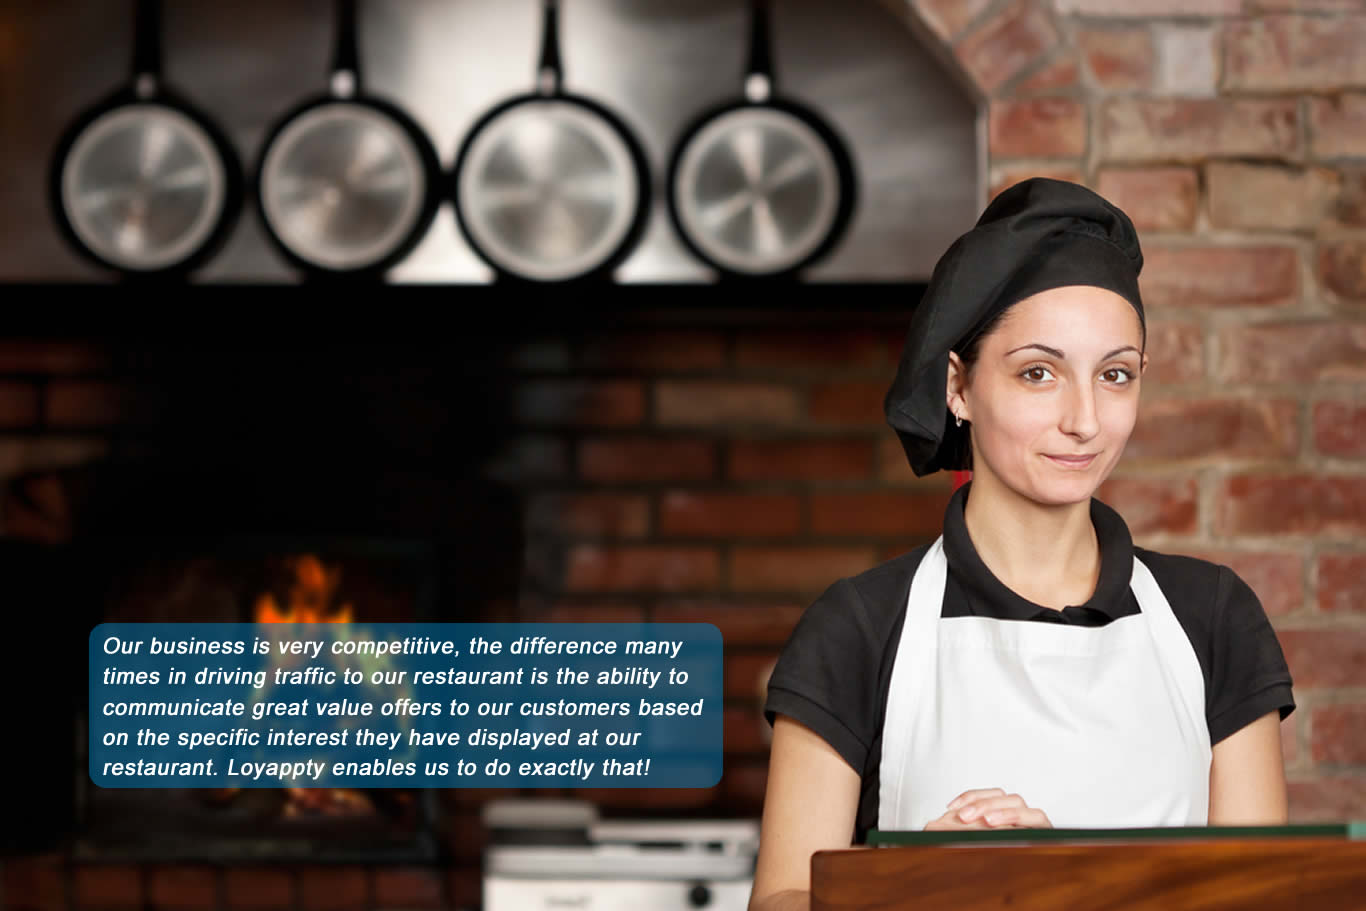 Our business is very competitive, the difference many
times in driving traffic to our restaurant is the ability to
communicate great value offers to our customers based
on the specific interest they have displayed at our
restaurant. Loyappty enables us to do exactly that!